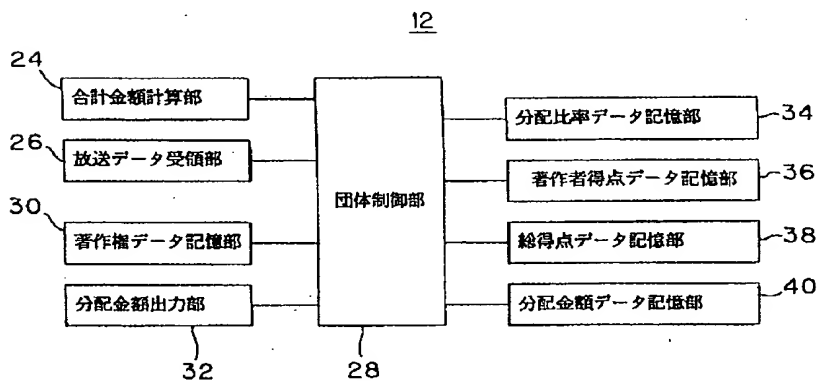 12
24
合計金額計算部
26
放送データ受領部
30
著作権データ記憶部
分配金額出力部
32
団体制御部
28
分配比率データ記憶部
34
著作者得点データ記憶部
36
総得点データ記憶部
38
分配金額データ記憶部
40